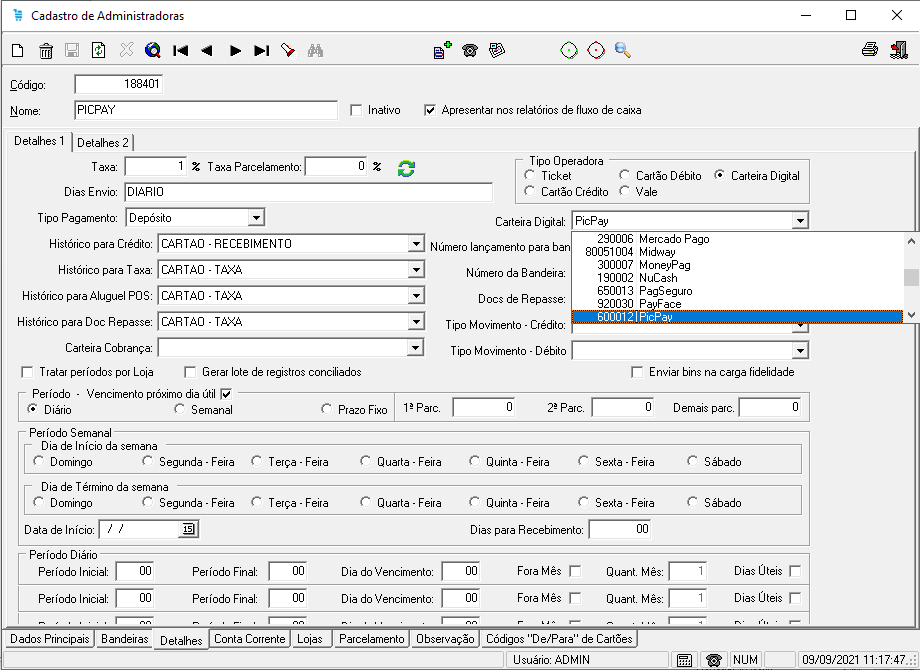 Cadastro de Administradoras
Código: 188401
Nome: PICPAY Inativo Apresentar nos relatórios de fluxo de caixa
Detalhes 1 Detalhes 2
Taxa: 1 % Taxa Parcelamento: 0 %
Tipo Operadora
Ticket Cartão Débito Carteira Digital
Cartão Crédito Vale
Dias Envio: DIARIO
Tipo Pagamento: Depósito
Carteira Digital: PicPay
Histórico para Crédito: CARTAO - RECEBIMENTO
Número lançamento para ban
290006 Mercado Pago
80051004 Midway
300007 MoneyPag
190002 NuCash
650013 PagSeguro
920030 PayFace
600012 PicPay
Histórico para Taxa: CARTAO - TAXA
Número da Bandeira:
Histórico para Aluguel POS: CARTAO - TAXA
Docs de Repasse:
Histórico para Doc Repasse: CARTAO - TAXA
Tipo Movimento - Crédito:
Carteira Cobrança:
Tipo Movimento - Débito
Tratar períodos por Loja Gerar lote de registros conciliados Enviar bins na carga fidelidade
Período - Vencimento próximo dia útil
Diário Semanal Prazo Fixo 1ª Parc. 0 2ª Parc. 0 Demais parc. 0
Período Semanal
Dia de Início da semana
Domingo Segunda - Feira Terça - Feira Quarta - Feira Quinta - Feira Sexta - Feira Sábado
Dia de Término da semana
Domingo Segunda - Feira Terça - Feira Quarta - Feira Quinta - Feira Sexta - Feira Sábado
Data de Início: / / 15 Dias para Recebimento: 00
Período Diário
Período Inicial: 00 Período Final: 00 Dia do Vencimento: 00 Fora Mês Quant. Mês: 1 Dias Úteis
Período Inicial: 00 Período Final: 00 Dia do Vencimento: 00 Fora Mês Quant. Mês: 1 Dias Úteis
Dados Principais Bandeiras Detalhes Conta Corrente Lojas Parcelamento Observação Códigos "De/Para" de Cartões
Usuário: ADMIN NUM 09/09/2021 11:17:47